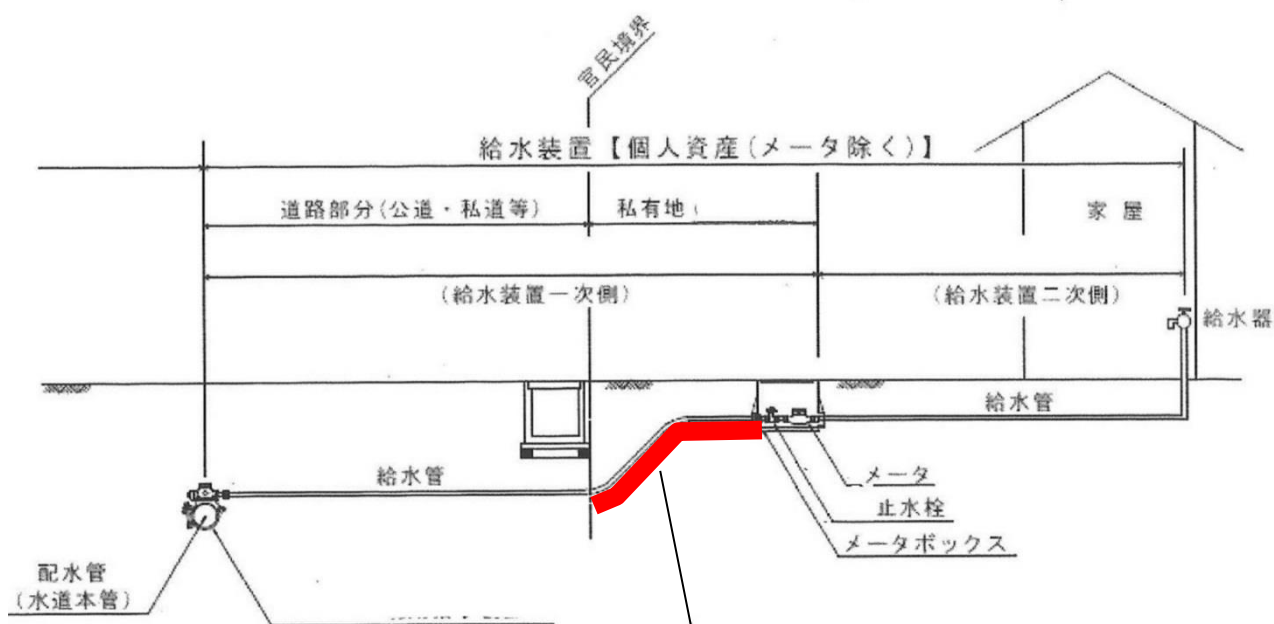 官民境界
給水装置【個人資産(メータ除く)】
道路部分(公道・私道等)
私有地
家屋
(給水装置一次側)
(給水装置二次側)
給水器
給水管
給水管
メータ
止水栓
メータボックス
配水管
(水道本管)